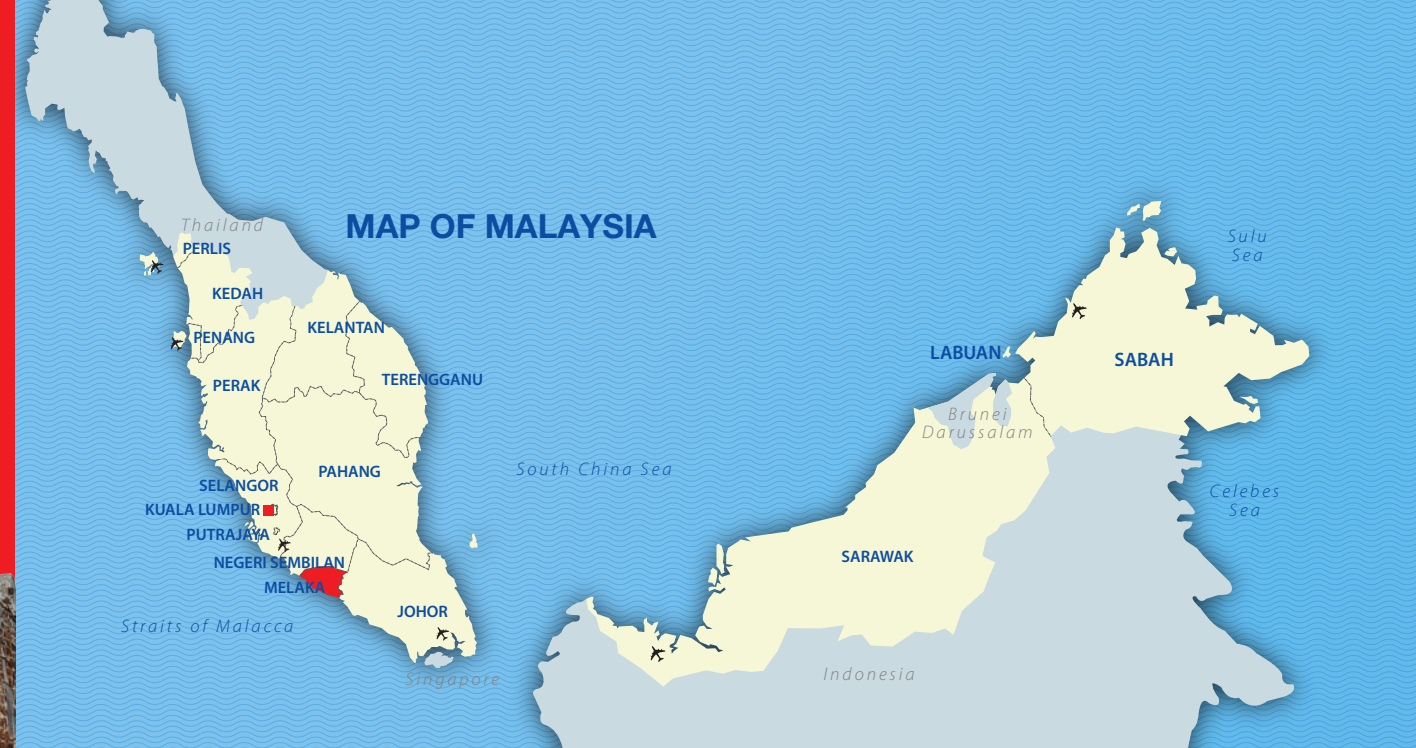 MAP OF MALAYSIA
Thailand
PERLIS
KEDAH
PENANG
KELANTAN
PERAK
TERENGGANU
PAHANG
SELANGOR
KUALA LUMPUR
PUTRAJAYA
NEGERI SEMBILAN
MELAKA
JOHOR
Straits of Malacca
Singapore
South China Sea
Sulu
Sea
LABUAN
SABAH
Brunei
Darussalam
Celebes
Sea
SARAWAK
Indonesia